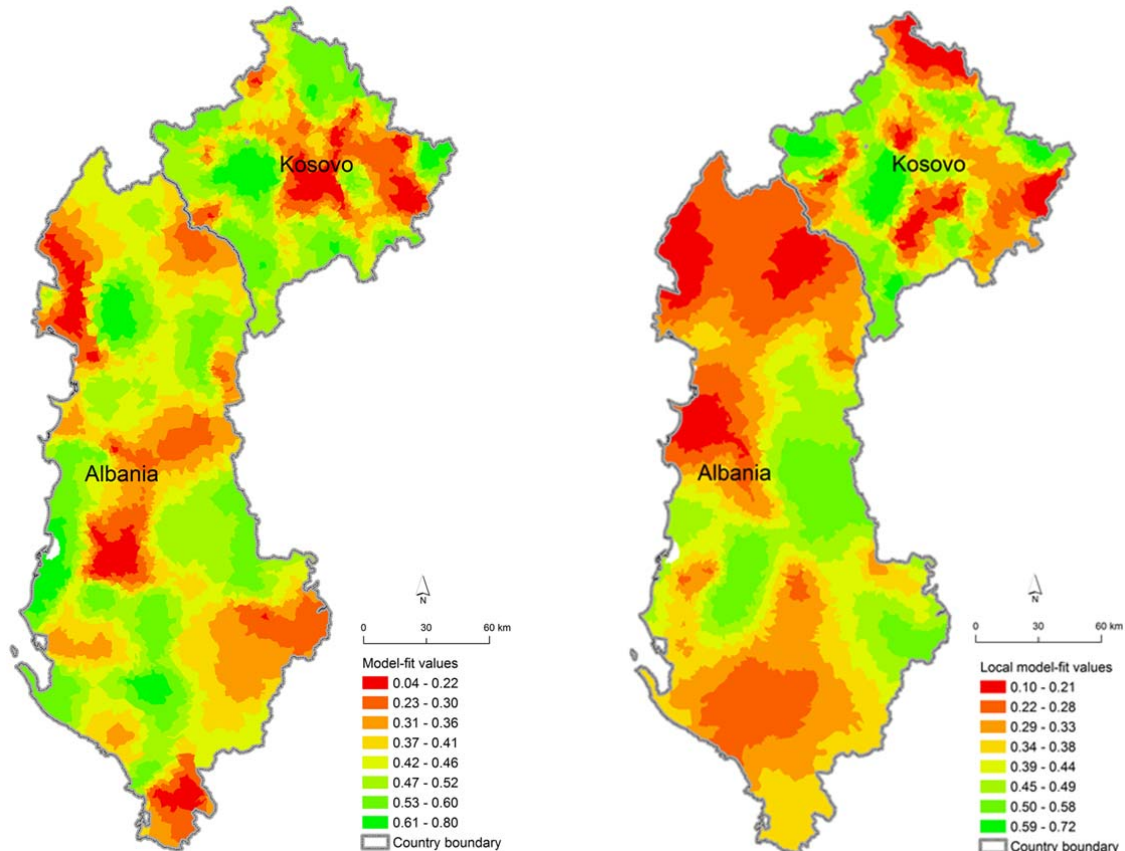 Kosovo
Albania
N
0 30 60 km
Model-fit values
0.04 - 0.22
0.23 - 0.30
0.31 - 0.36
0.37 - 0.41
0.42 - 0.46
0.47 - 0.52
0.53 - 0.60
0.61 - 0.80
Country boundary
Kosovo
Albania
N
0 30 60 km
Local model-fit values
0.10 - 0.21
0.22 - 0.28
0.29 - 0.33
0.34 - 0.38
0.39 - 0.44
0.45 - 0.49
0.50 - 0.58
0.59 - 0.72
Country boundary